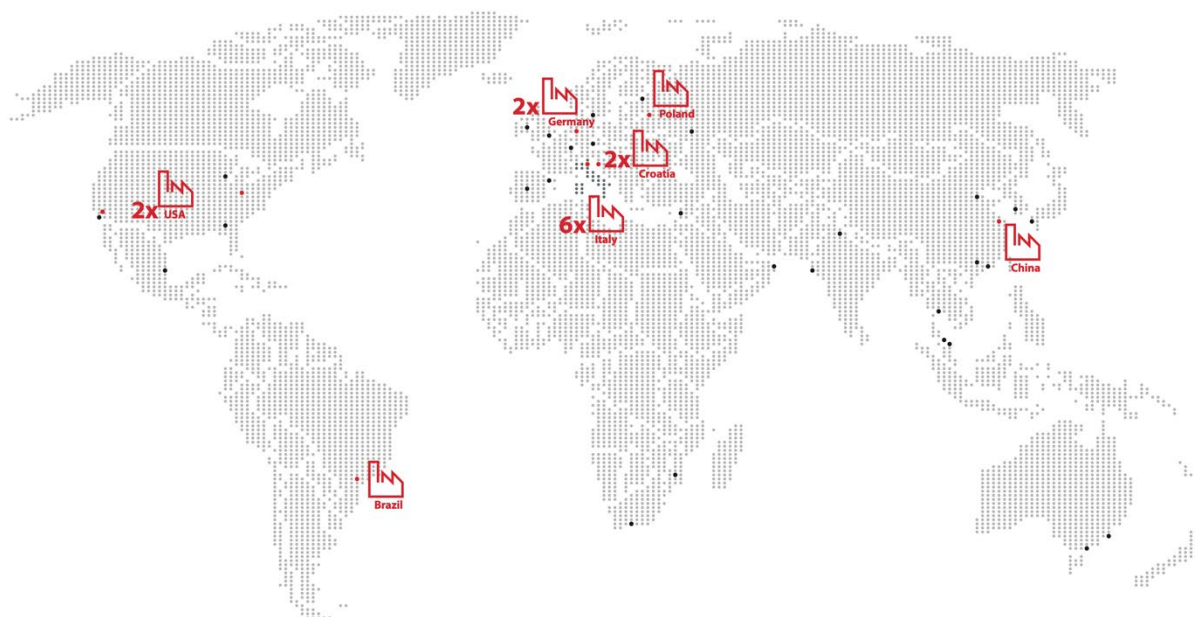 2x
Germany
Poland
2x
Croatia
2x
USA
6x
Italy
China
Brazil